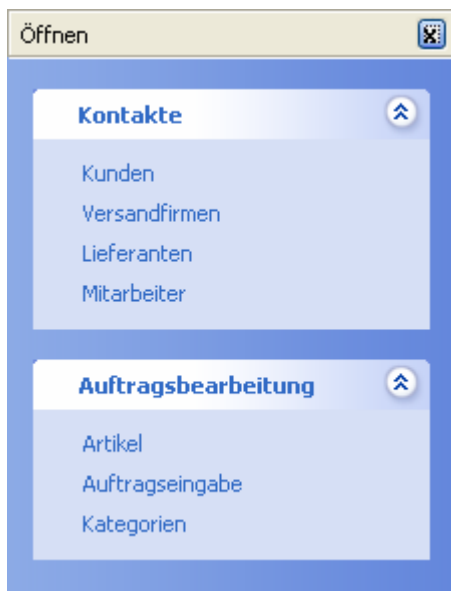 Öffnen
Kontakte
Kunden
Versandfirmen
Lieferanten
Mitarbeiter
Auftragsbearbeitung
Artikel
Auftragseingabe
Kategorien